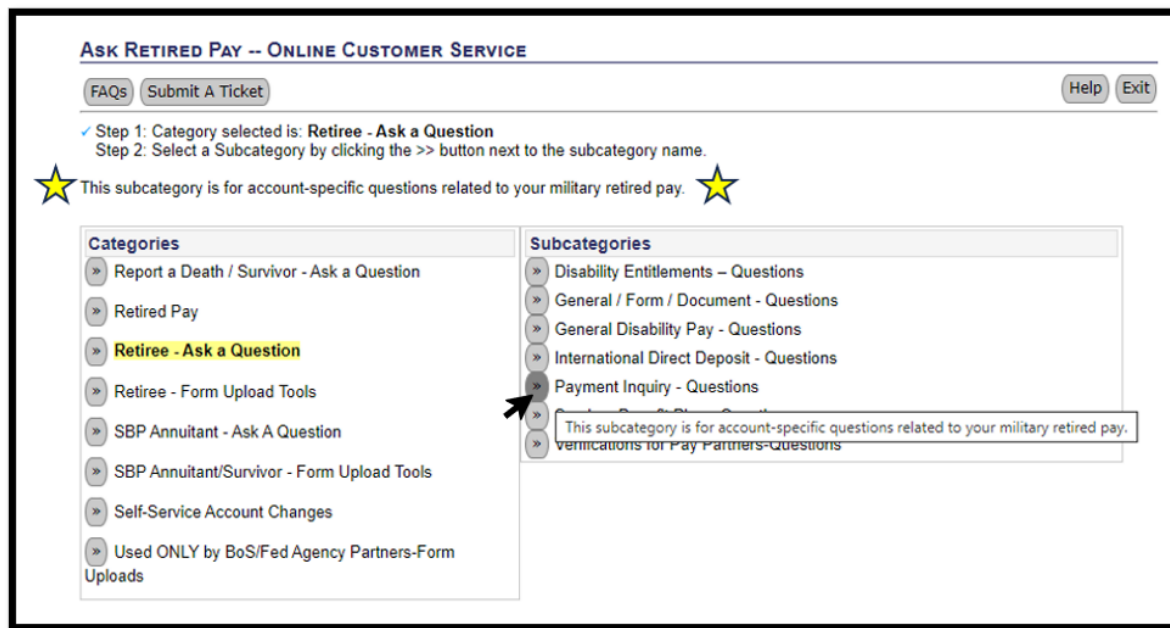 ASK RETIRED PAY -- ONLINE CUSTOMER SERVICE
FAQs Submit A Ticket Help Exit
✓ Step 1: Category selected is: Retiree - Ask a Question
Step 2: Select a Subcategory by clicking the >> button next to the subcategory name.
This subcategory is for account-specific questions related to your military retired pay.
Categories
» Report a Death / Survivor - Ask a Question
» Retired Pay
» Retiree - Ask a Question
» Retiree - Form Upload Tools
» SBP Annuitant - Ask A Question
» SBP Annuitant/Survivor - Form Upload Tools
» Self-Service Account Changes
» Used ONLY by BoS/Fed Agency Partners-Form
Uploads
Subcategories
» Disability Entitlements – Questions
» General / Form / Document - Questions
» General Disability Pay - Questions
» International Direct Deposit - Questions
» Payment Inquiry - Questions
»
This subcategory is for account-specific questions related to your military retired pay.
» Verifications for Pay Partners-Questions